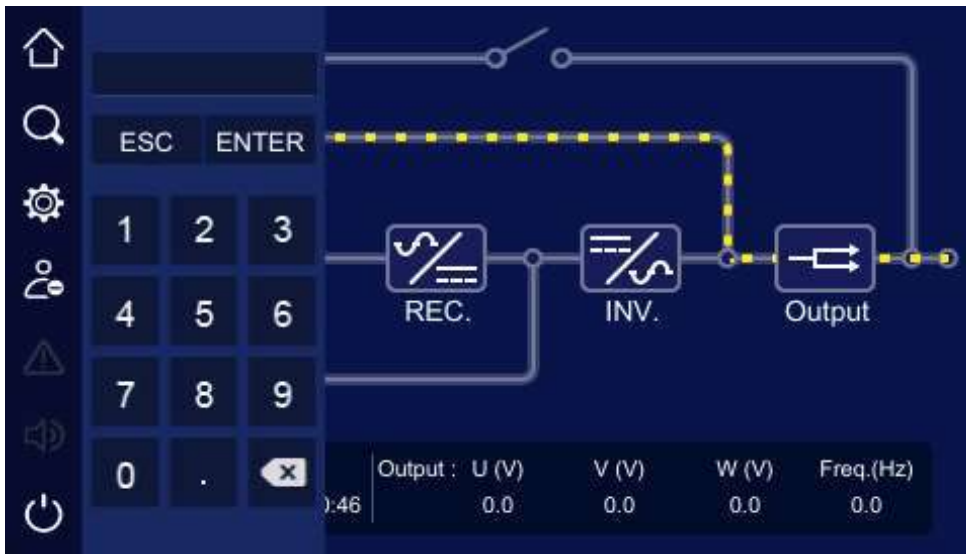 ESC ENTER
1 2 3
4 5 6
7 8 9
0 .
REC. INV. Output
Output : U (V) V (V) W (V) Freq.(Hz)
:46 0.0 0.0 0.0 0.0